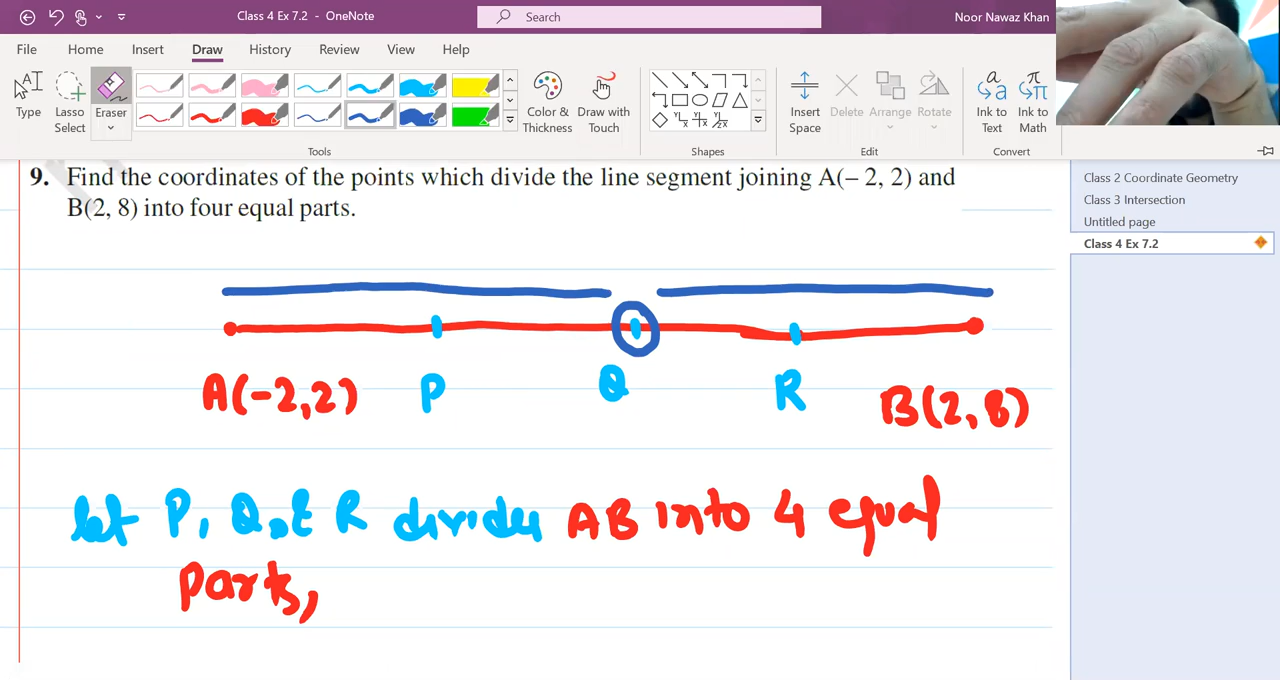 Class 4 Ex 7.2 - OneNote
Search
Noor Nawaz Khan
File Home Insert Draw History Review View Help
Type
Lasso Select
Eraser
Color & Thickness
Draw with Touch
Insert Space
Delete
Arrange
Rotate
Ink to Text
Ink to Math
Tools
Shapes
Edit
Convert
9. Find the coordinates of the points which divide the line segment joining A(– 2, 2) and
B(2, 8) into four equal parts.
A(-2,2) P Q R B(2,8)
let P, Q, & R divides AB into 4 equal
parts,
Class 2 Coordinate Geometry
Class 3 Intersection
Untitled page
Class 4 Ex 7.2